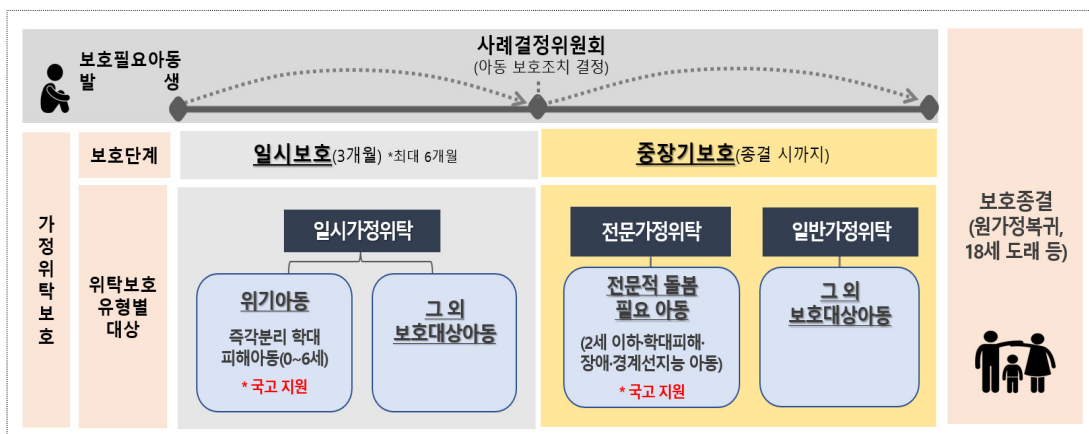 보호필요아동
발 생
사례결정위원회
(아동 보호조치 결정)
가정위탁보호
보호단계
일시보호(3개월) *최대 6개월
중장기보호(종결 시까지)
위탁보호
유형별
대상
일시가정위탁
위기아동
즉각분리 학대
피해아동(0~6세)
* 국고 지원
그 외
보호대상아동
전문가정위탁
전문적 돌봄
필요 아동
(2세 이하·학대피해·
장애·경계선지능 아동)
* 국고 지원
일반가정위탁
그 외
보호대상아동
보호종결
(원가정복귀,
18세 도래 등)